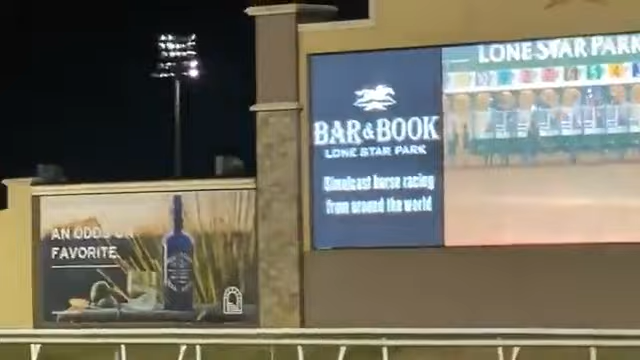 LONE STAR PARK
BAR & BOOK
LONE STAR PARK
Simulcast horse racing
from around the world
AN ODDS ON
FAVORITE